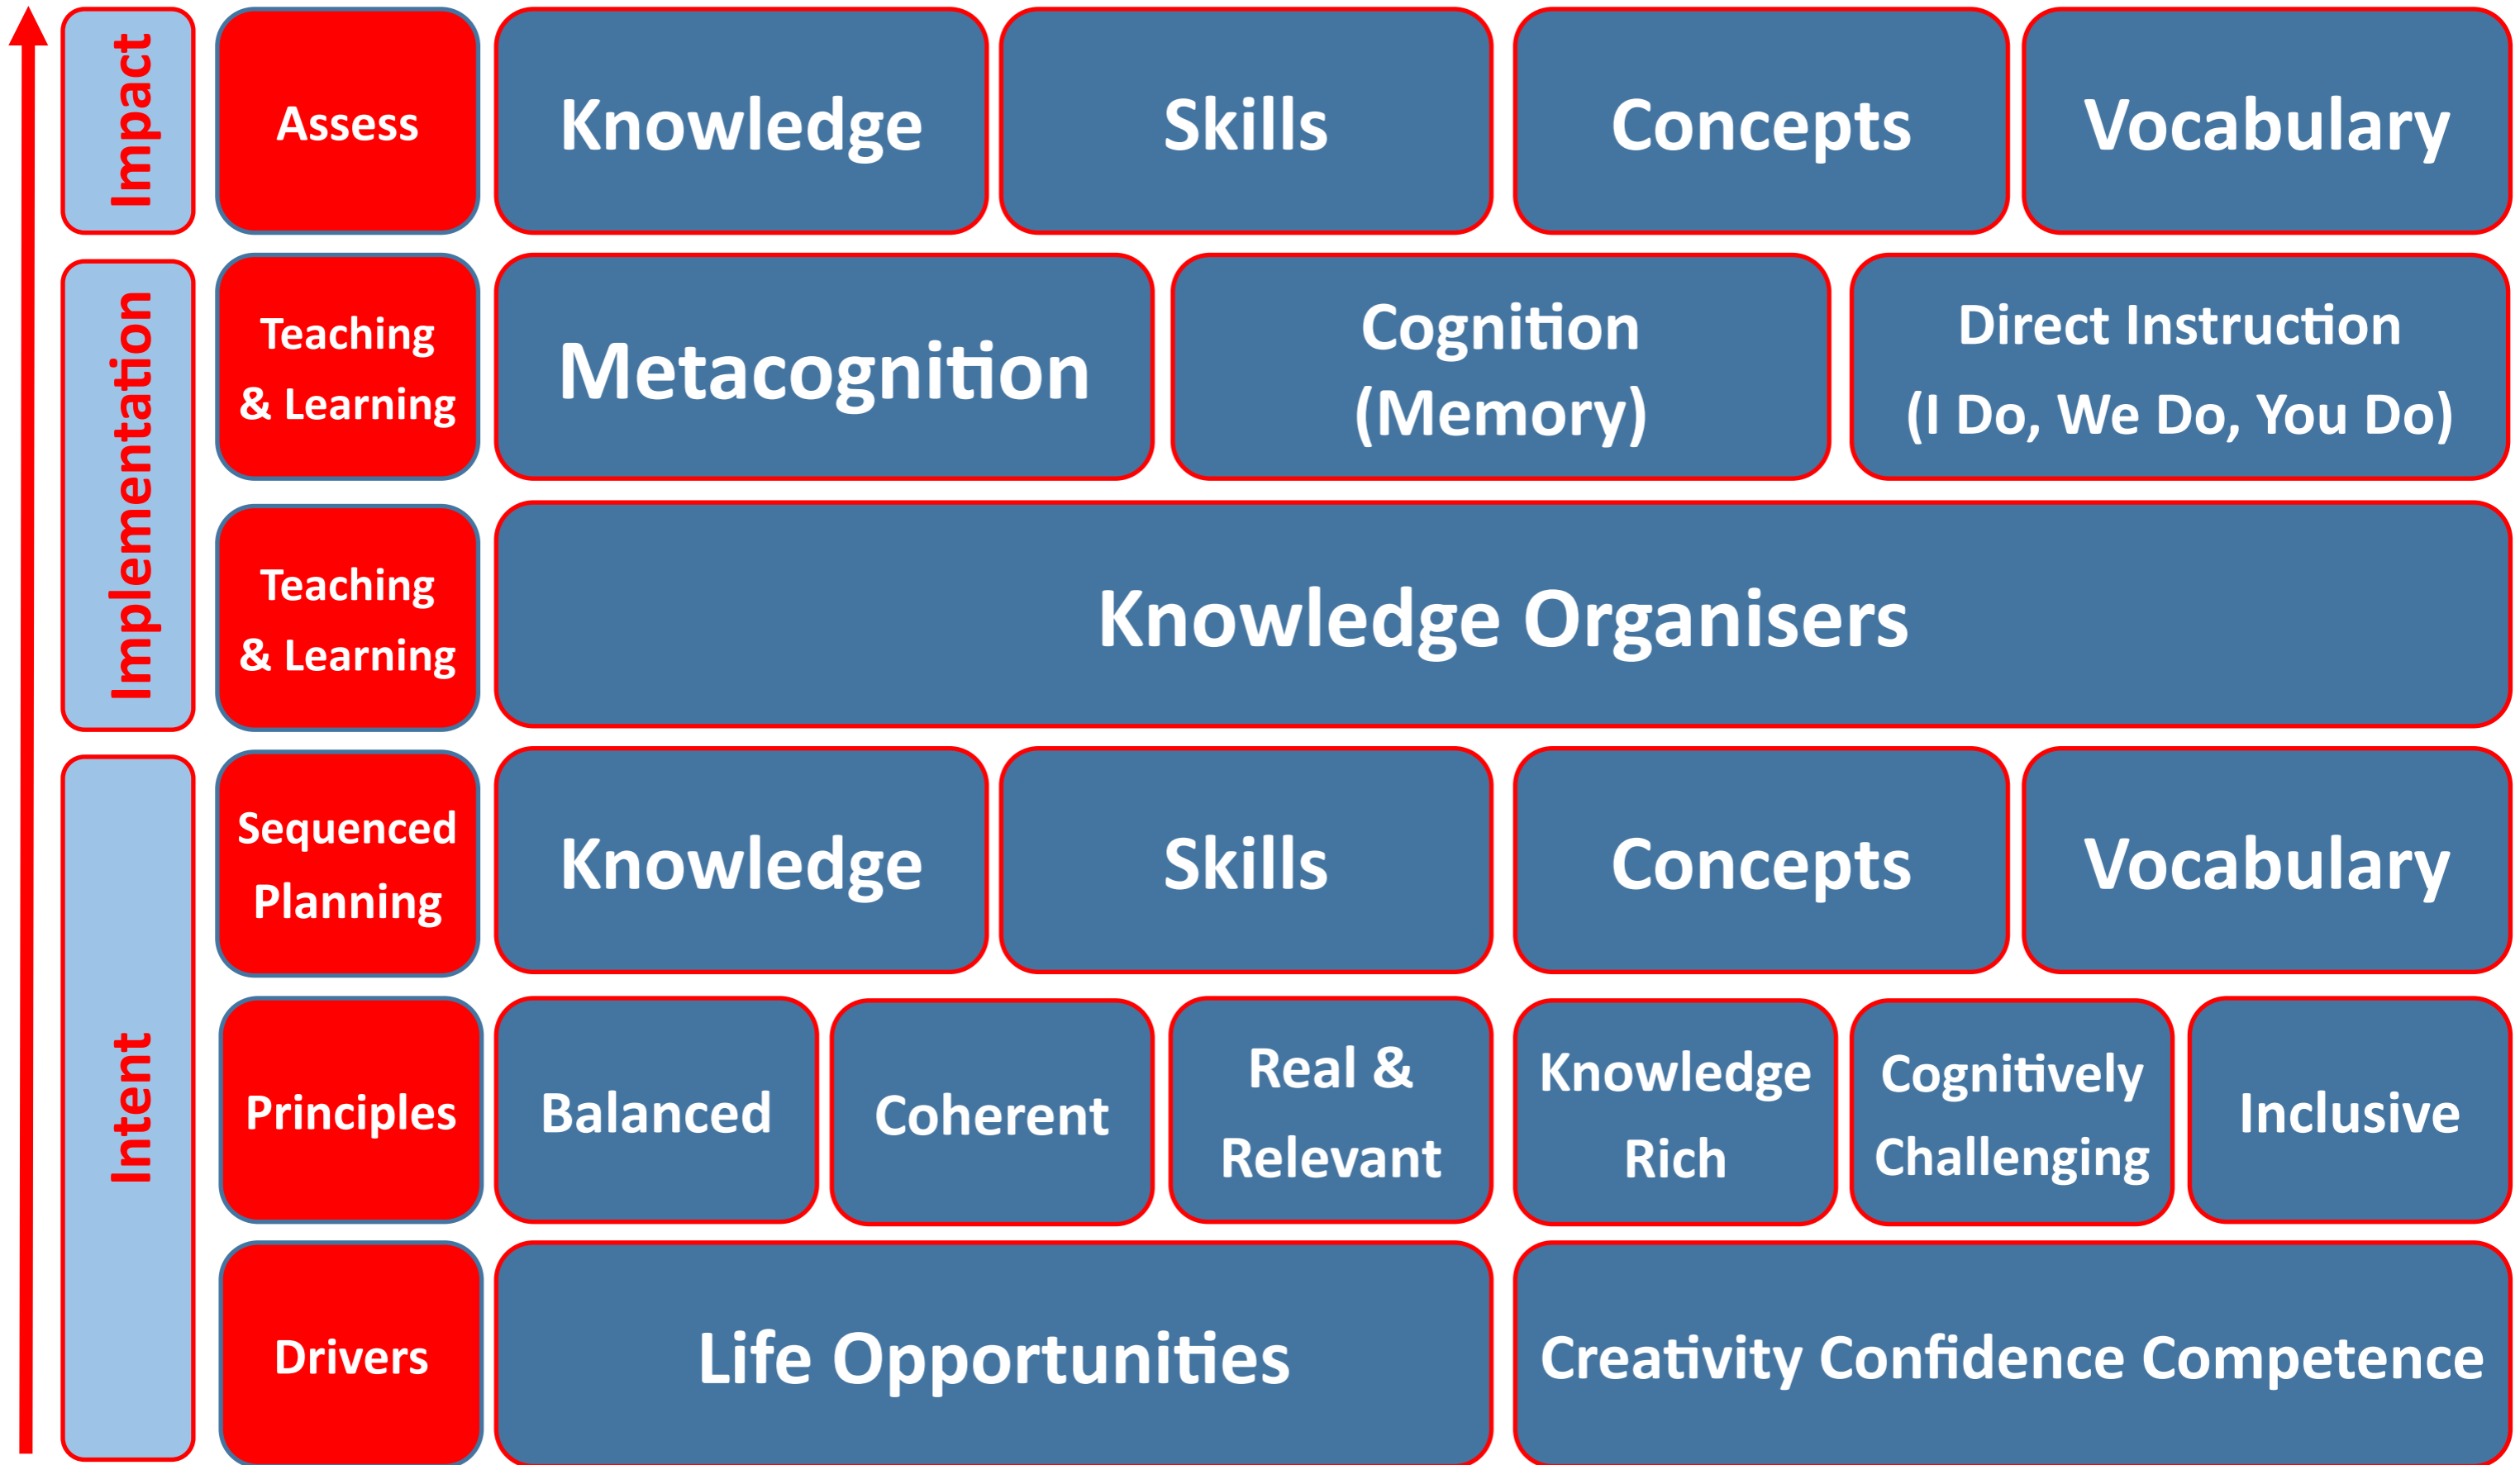 Impact
Assess
Knowledge
Skills
Concepts
Vocabulary
Implementation
Teaching
& Learning
Metacognition
Cognition
(Memory)
Direct Instruction
(I Do, We Do, You Do)
Teaching
& Learning
Knowledge Organisers
Intent
Sequenced
Planning
Knowledge
Skills
Concepts
Vocabulary
Principles
Balanced
Coherent
Real &
Relevant
Knowledge
Rich
Cognitively
Challenging
Inclusive
Drivers
Life Opportunities
Creativity Confidence Competence